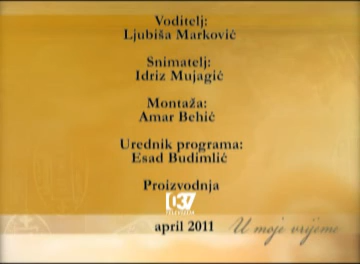 Voditelj:
Ljubiša Marković
Snimatelj:
Idriz Mujagić
Montaža:
Amar Behić
Urednik programa:
Esad Budimlić
Proizvodnja
april 2011
U moje vrijeme